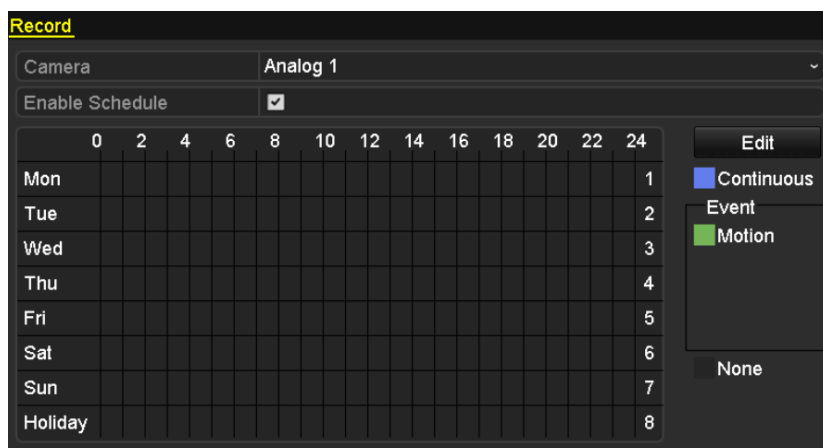 Record
Camera Analog 1
Enable Schedule
0 2 4 6 8 10 12 14 16 18 20 22 24 Edit
Mon 1 Continuous
Event
Tue 2
Motion
Wed 3
Thu 4
Fri 5
Sat 6
None
Sun 7
Holiday 8